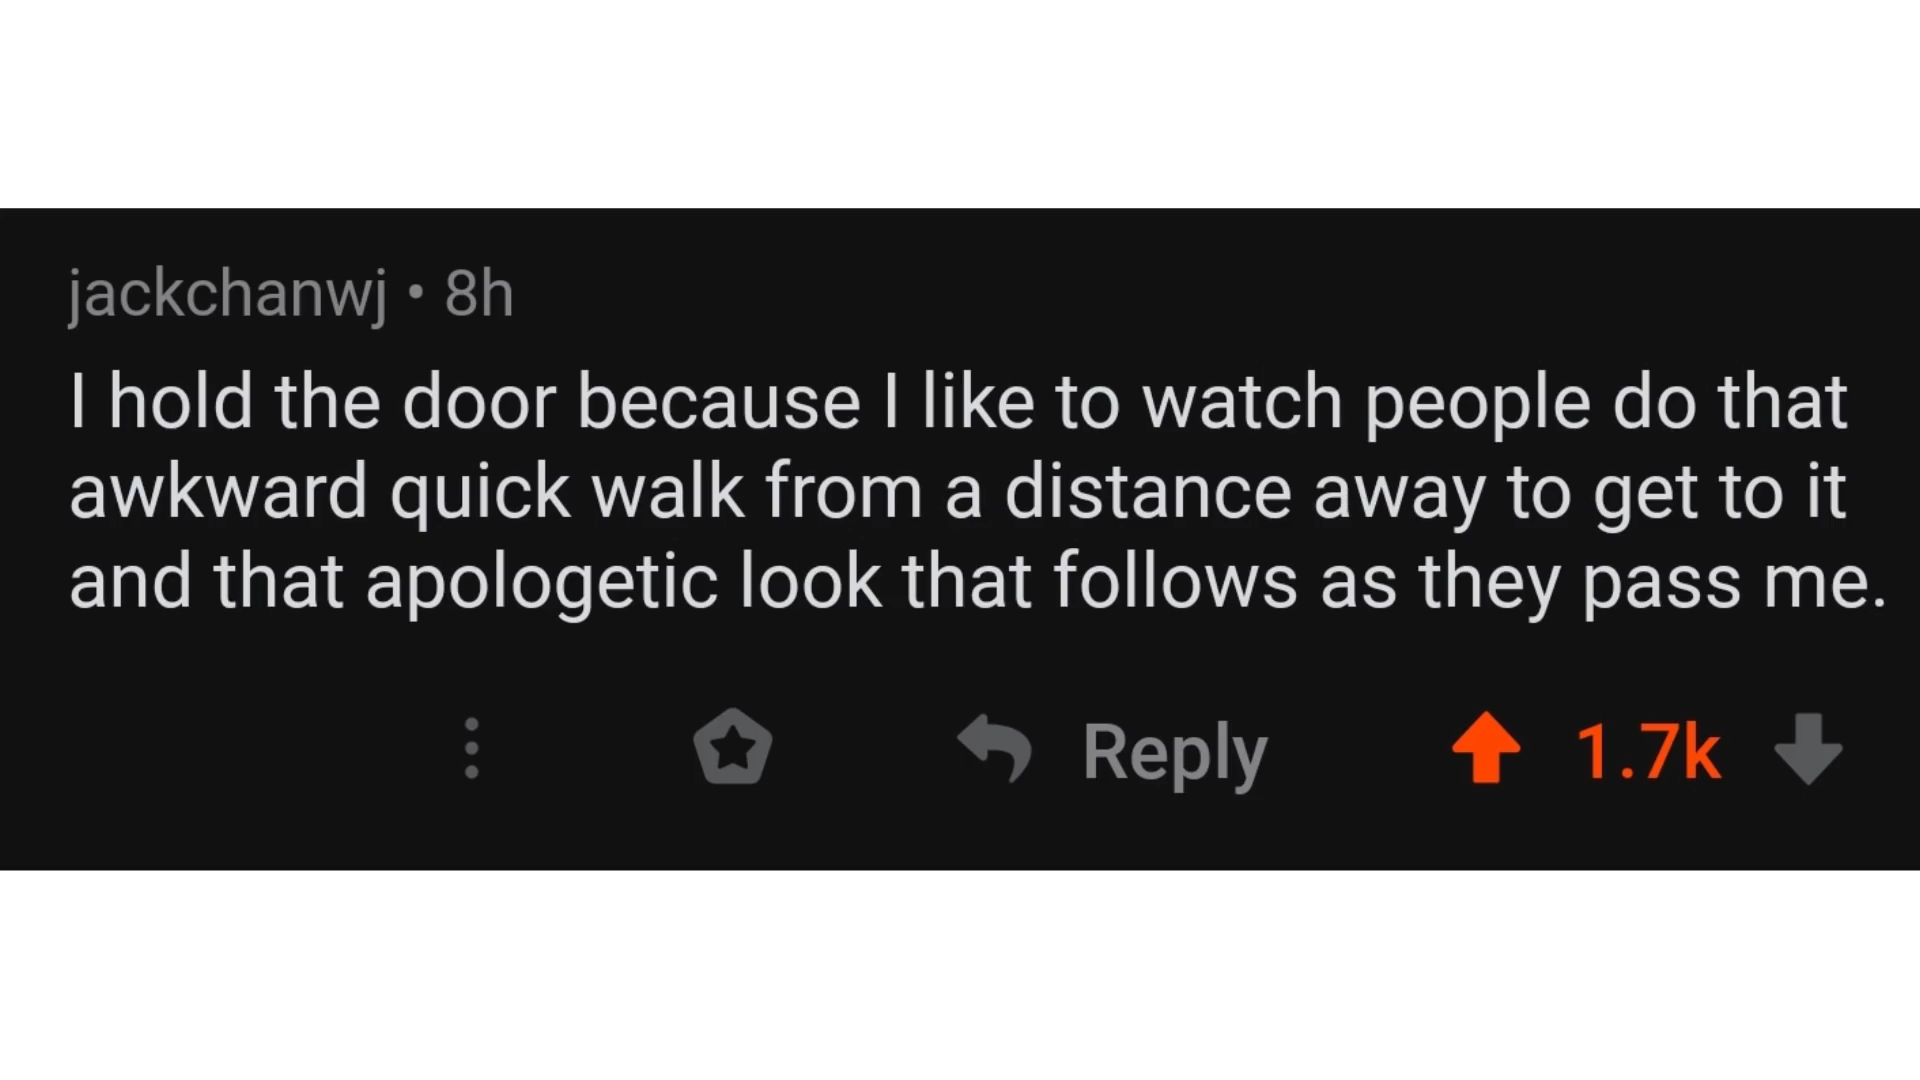 jackchanwj • 8h
I hold the door because I like to watch people do that
awkward quick walk from a distance away to get to it
and that apologetic look that follows as they pass me.
Reply 1.7k